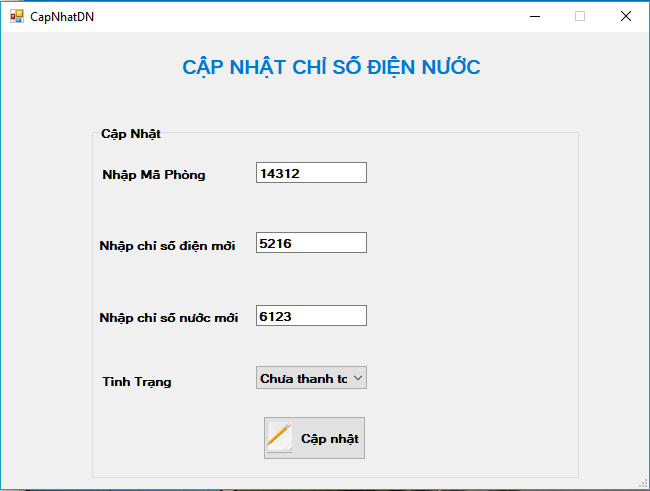 CapNhatDN
CẬP NHẬT CHỈ SỐ ĐIỆN NƯỚC
Cập Nhật
Nhập Mã Phòng
14312
Nhập chỉ số điện mới
5216
Nhập chỉ số nước mới
6123
Tình Trạng
Chưa thanh to
Cập nhật